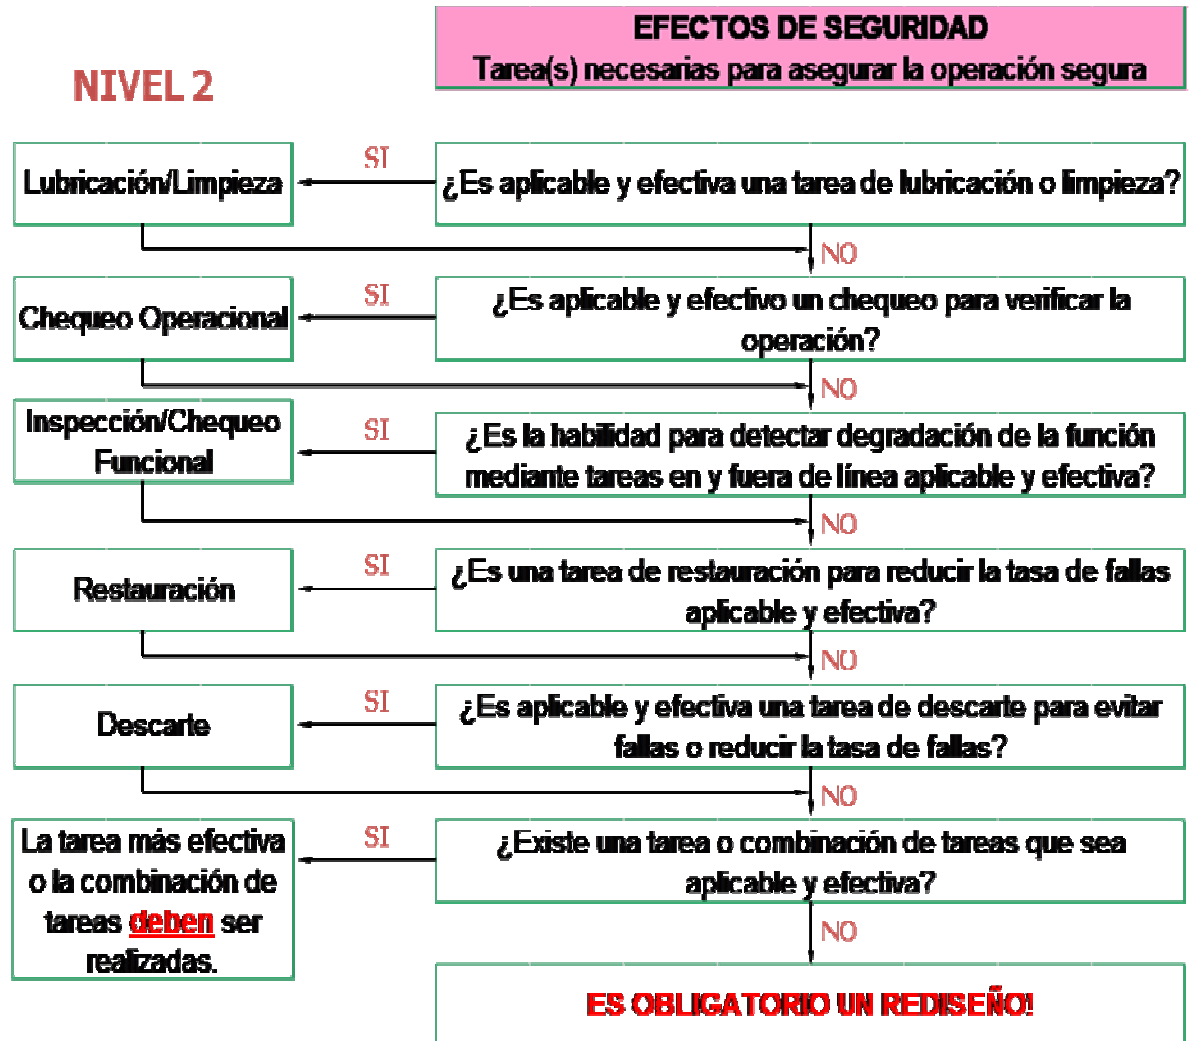 EFECTOS DE SEGURIDAD
Tarea(s) necesarias para asegurar la operación segura
NIVEL 2
¿Es aplicable y efectiva una tarea de lubricación o limpieza?
SI
Lubricación/Limpieza
NO
¿Es aplicable y efectivo un chequeo para verificar la
operación?
SI
Chequeo Operacional
NO
¿Es la habilidad para detectar degradación de la función
mediante tareas en y fuera de línea aplicable y efectiva?
SI
Inspección/Chequeo
Funcional
NO
¿Es una tarea de restauración para reducir la tasa de fallas
aplicable y efectiva?
SI
Restauración
NO
¿Es aplicable y efectiva una tarea de descarte para evitar
fallas o reducir la tasa de fallas?
SI
Descarte
NO
¿Existe una tarea o combinación de tareas que sea
aplicable y efectiva?
SI
La tarea más efectiva
o la combinación de
tareas deben ser
realizadas.
NO
ES OBLIGATORIO UN REDISEÑO!